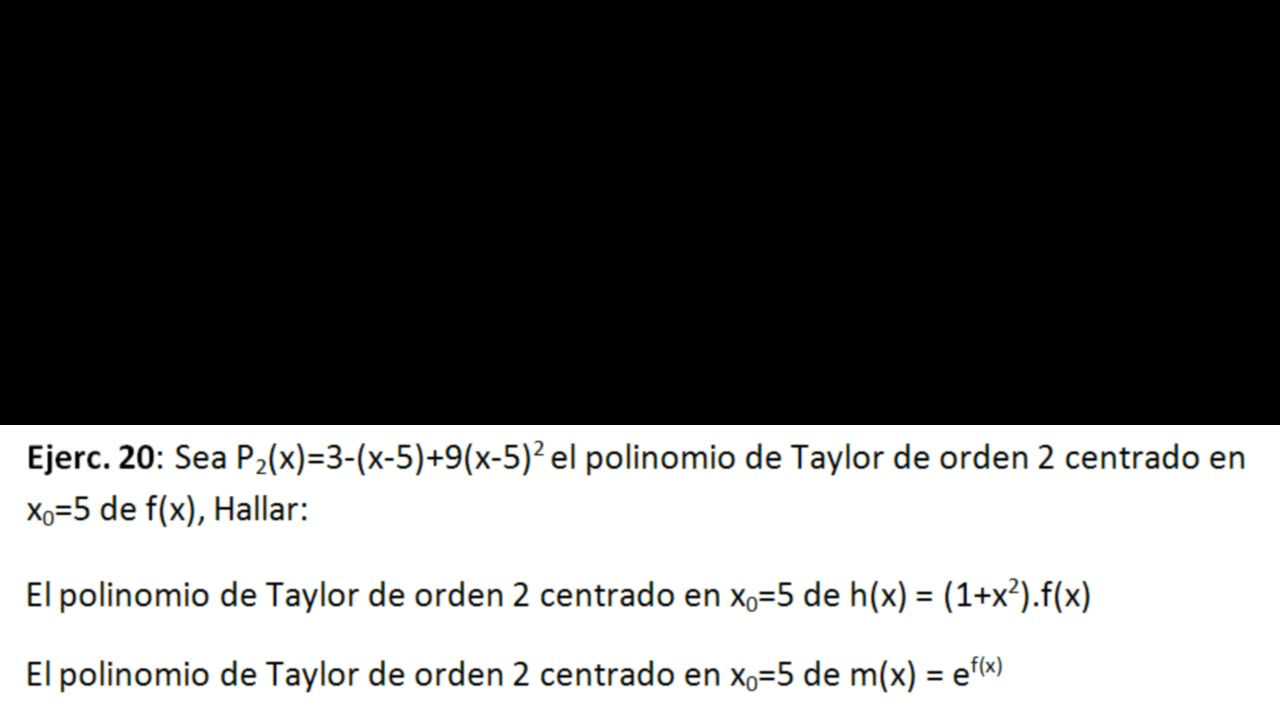 Ejerc. 20: Sea P₂(x)=3-(x-5)+9(x-5)² el polinomio de Taylor de orden 2 centrado en
x₀=5 de f(x), Hallar:
El polinomio de Taylor de orden 2 centrado en x₀=5 de h(x) = (1+x²).f(x)
El polinomio de Taylor de orden 2 centrado en x₀=5 de m(x) = e^f(x)